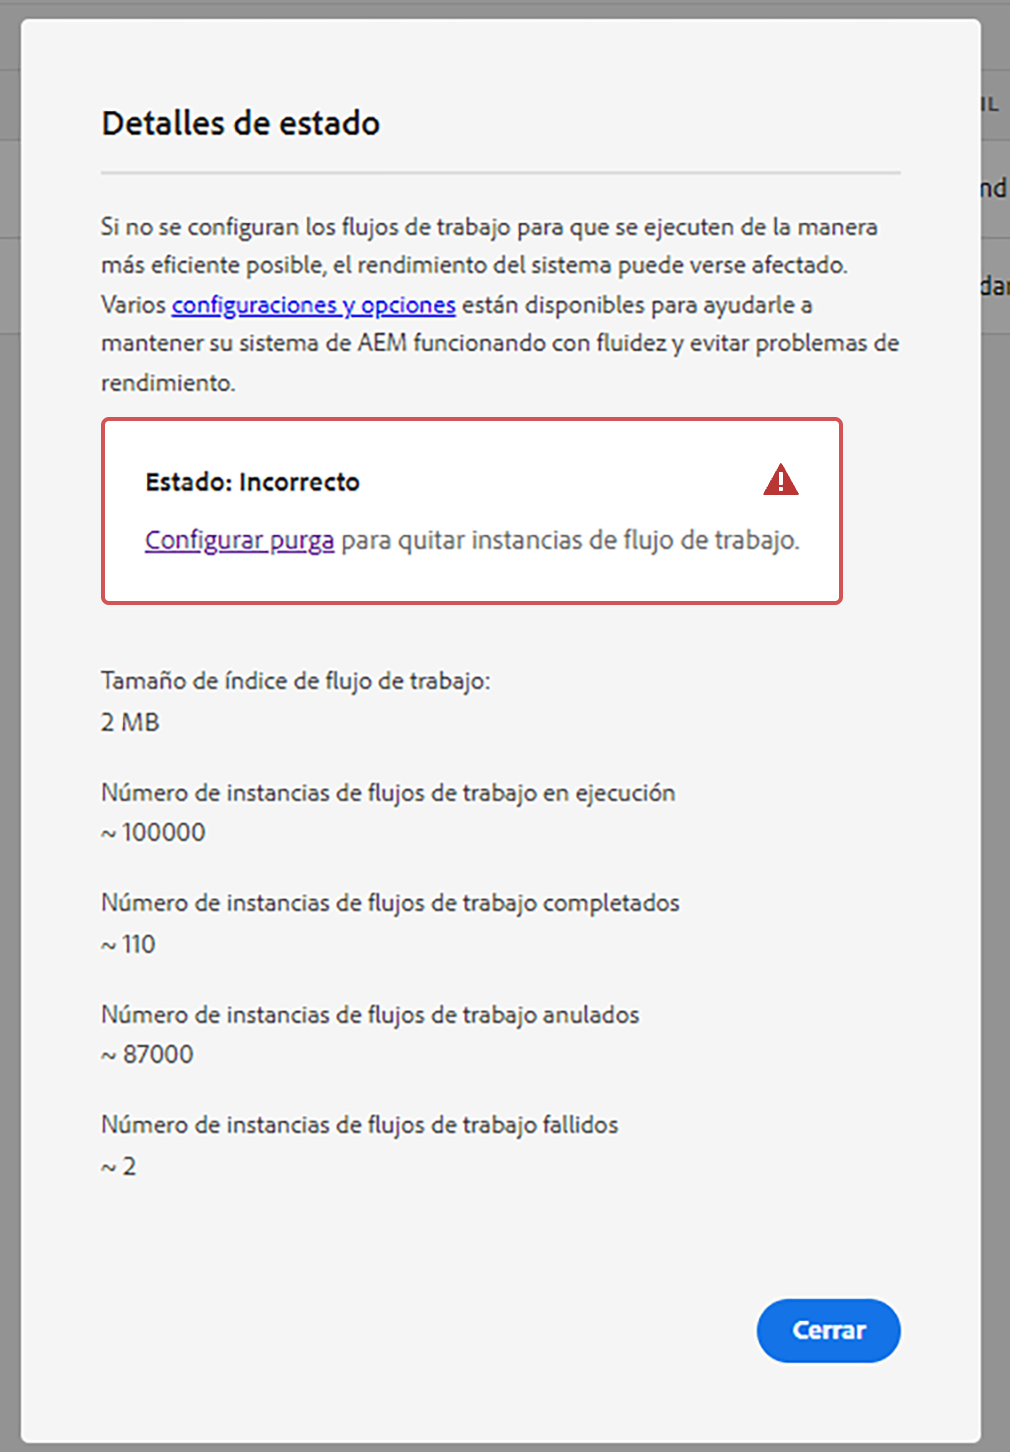 Detalles de estado
Si no se configuran los flujos de trabajo para que se ejecuten de la manera
más eficiente posible, el rendimiento del sistema puede verse afectado.
Varios configuraciones y opciones están disponibles para ayudarle a
mantener su sistema de AEM funcionando con fluidez y evitar problemas de
rendimiento.
Estado: Incorrecto
Configurar purga para quitar instancias de flujo de trabajo.
Tamaño de índice de flujo de trabajo:
2 MB
Número de instancias de flujos de trabajo en ejecución
~ 100000
Número de instancias de flujos de trabajo completados
~ 110
Número de instancias de flujos de trabajo anulados
~ 87000
Número de instancias de flujos de trabajo fallidos
~ 2
Cerrar